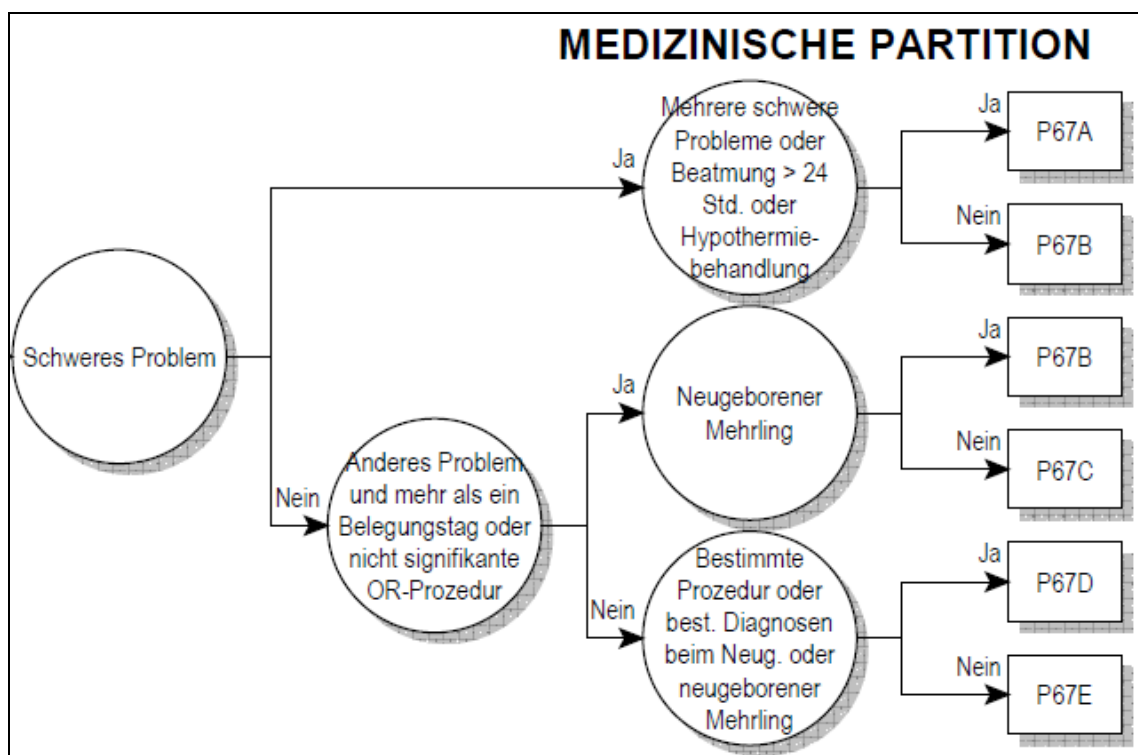 MEDIZINISCHE PARTITION
Schweres Problem
Ja
Mehrere schwere
Probleme oder
Beatmung > 24
Std. oder
Hypothermie-
behandlung
Ja
P67A
Nein
P67B
Nein
Anderes Problem
und mehr als ein
Belegungstag oder
nicht signifikante
OR-Prozedur
Ja
Neugeborener
Mehrling
Ja
P67B
Nein
P67C
Nein
Bestimmte
Prozedur oder
best. Diagnosen
beim Neug. oder
neugeborener
Mehrling
Ja
P67D
Nein
P67E